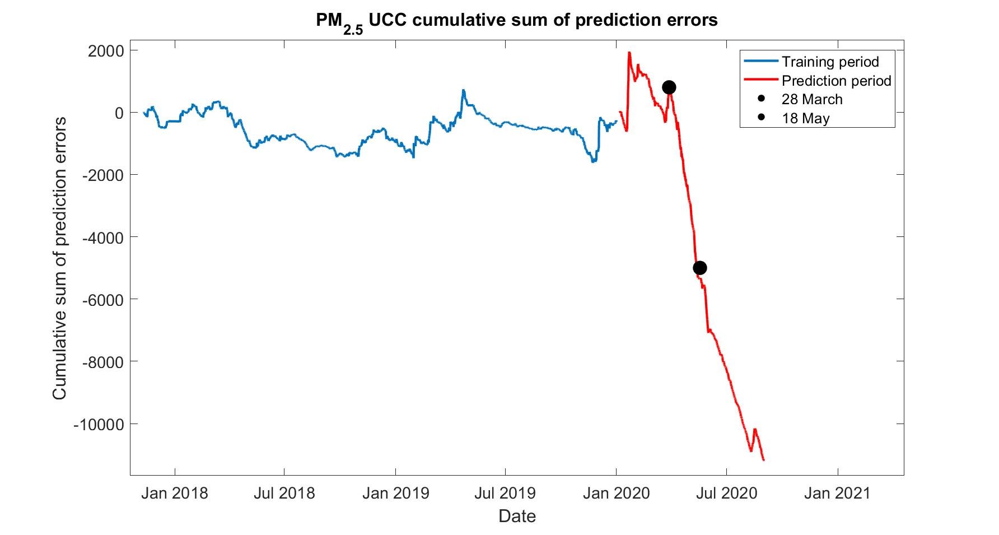 PM2.5 UCC cumulative sum of prediction errors
Training period
Prediction period
28 March
18 May
Cumulative sum of prediction errors
2000
0
-2000
-4000
-6000
-8000
-10000
Jan 2018 Jul 2018 Jan 2019 Jul 2019 Jan 2020 Jul 2020 Jan 2021
Date